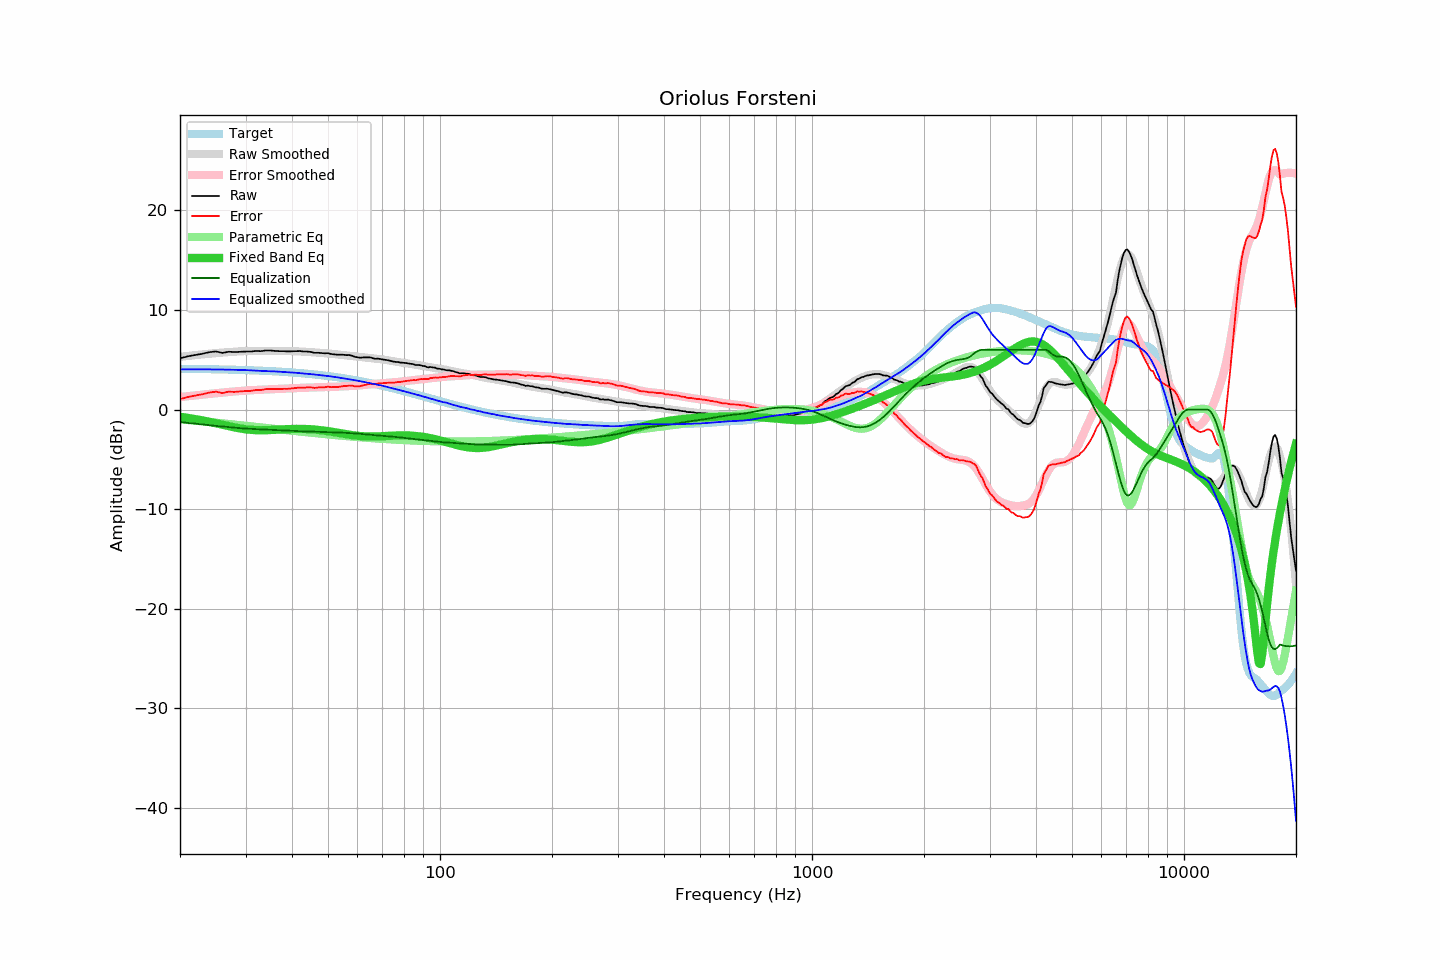 Oriolus Forsteni
Target
Raw Smoothed
Error Smoothed
Raw
Error
Parametric Eq
Fixed Band Eq
Equalization
Equalized smoothed
20
10
0
−10
−20
−30
−40
Amplitude (dBr)
100
1000
10000
Frequency (Hz)